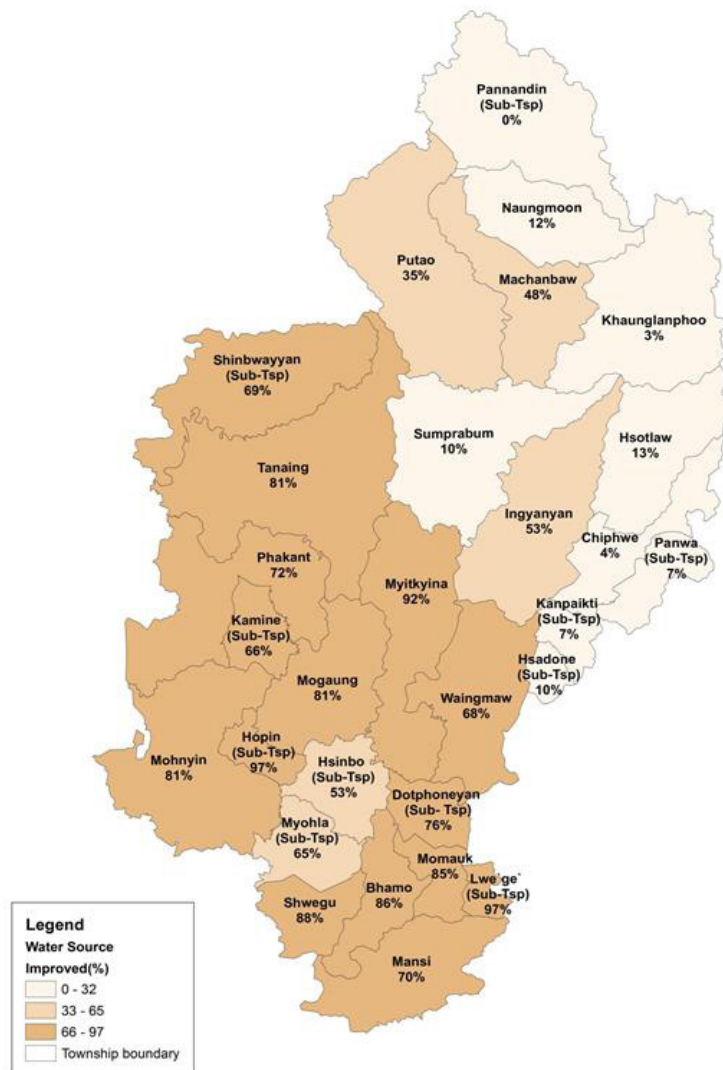 Pannandin
(Sub-Tsp)
0%
Naungmoon
12%
Putao
35%
Machanbaw
48%
Khaunglanphoo
3%
Shinbwayyan
(Sub-Tsp)
69%
Sumprabum
10%
Hsotlaw
13%
Tanaing
81%
Ingyanyan
53%
Chiphwe
4%
Panwa
(Sub-Tsp)
7%
Phakant
72%
Myitkyina
92%
Kanpaikti
(Sub-Tsp)
7%
Kamine
(Sub-Tsp)
66%
Hsadone
(Sub-Tsp)
10%
Mogaung
81%
Waingmaw
68%
Hopin
(Sub-Tsp)
97%
Mohnyin
81%
Hsinbo
(Sub-Tsp)
53%
Dotphoneyan
(Sub- Tsp)
76%
Myohla
(Sub-Tsp)
65%
Momauk
85%
Lwe`ge`
(Sub-Tsp)
97%
Bhamo
86%
Shwegu
88%
Mansi
70%
Legend
Water Source
Improved(%)
0 - 32
33 - 65
66 - 97
Township boundary